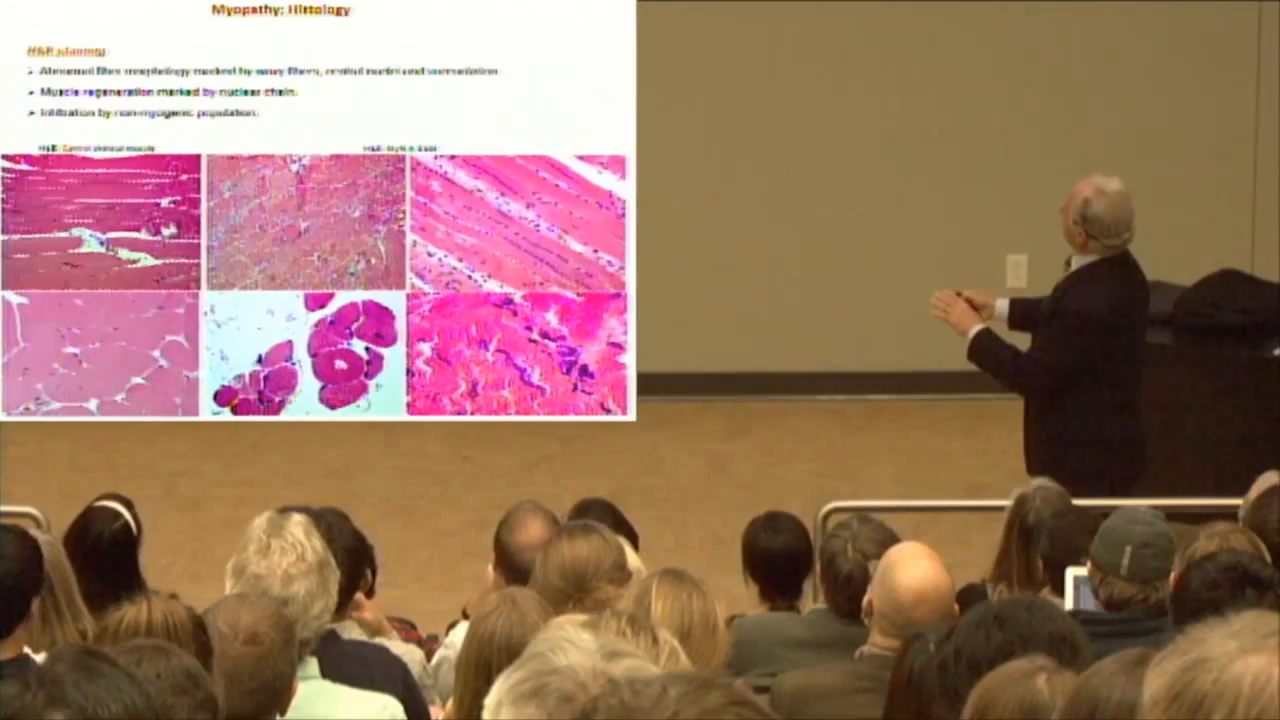 Myopathy: Histology
H&E staining:
Abnormal fibre morphology marked by wavy fibers, central nuclei and vacuolation
Muscle regeneration marked by nuclear chain.
Infiltration by non-myogenic population.
H&E: Control skeletal muscle
H&E: